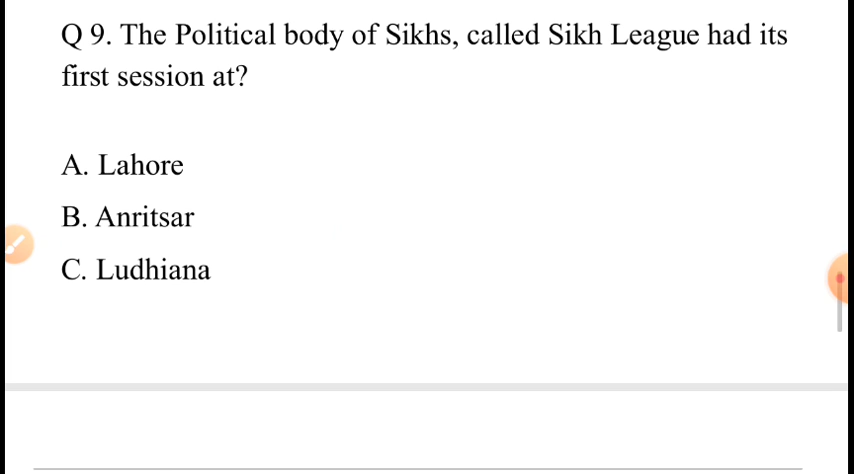 Q 9. The Political body of Sikhs, called Sikh League had its
first session at?
A. Lahore
B. Anritsar
C. Ludhiana